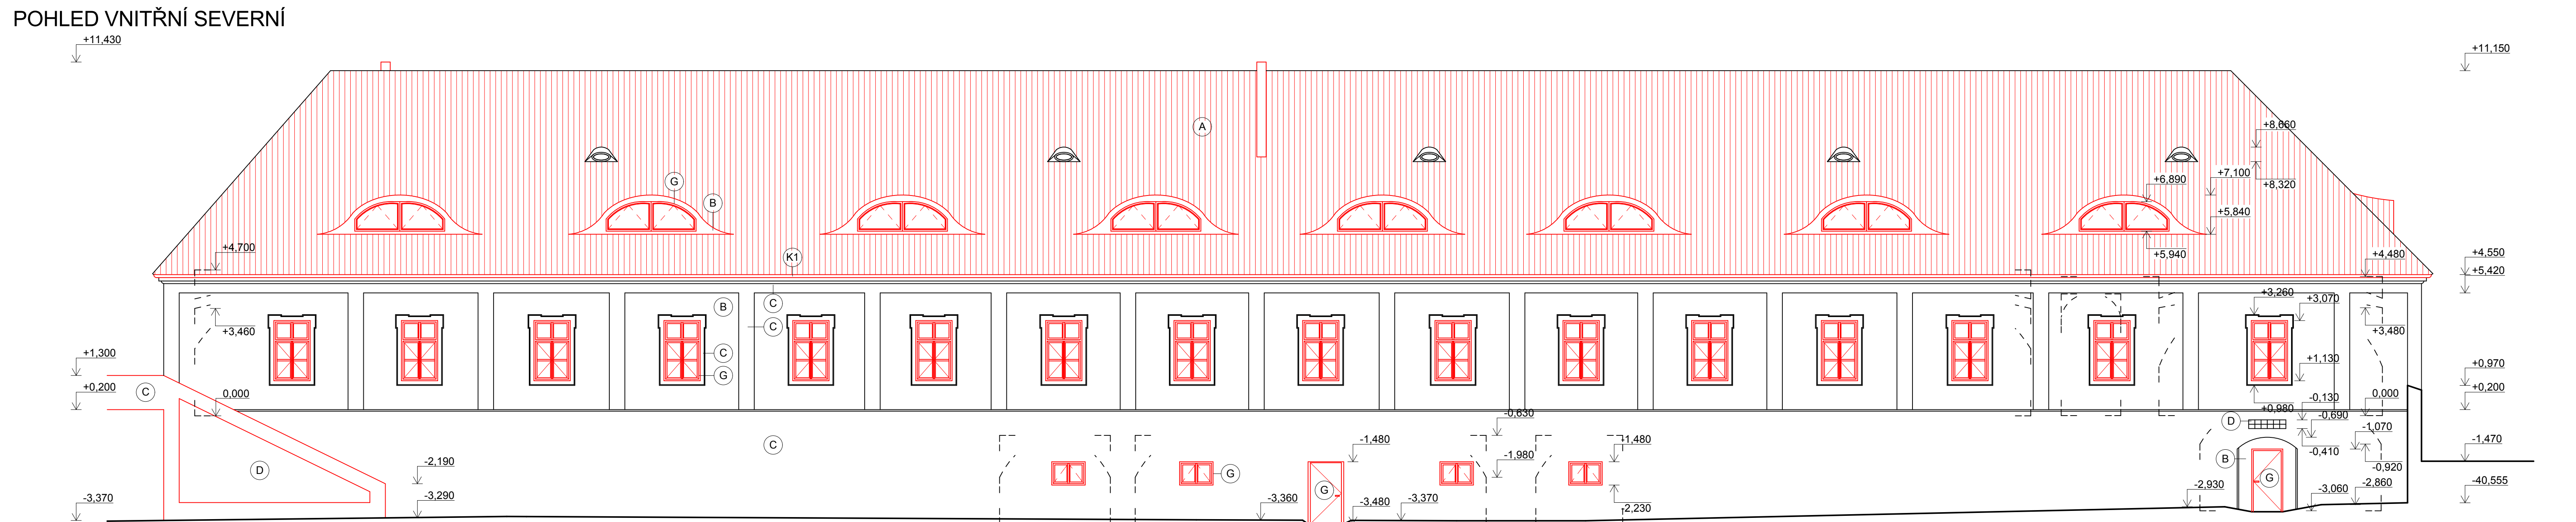 POHLED VNITŘNÍ SEVERNÍ
+11,430
+11,150
A
+8,660
G
+6,890
+7,100
+8,320
B
+5,840
+4,700
K1
+5,940
+4,480
+4,550
+5,420
B
C
+3,260
+3,070
+3,460
C
+3,480
C
+1,300
G
+1,130
+0,970
C
+0,200
0,000
+0,980
-0,130
0,000
+0,200
-0,630
D
-0,690
-1,070
C
-1,480
-1,480
-0,410
-1,470
D
-2,190
G
-1,980
B
-0,920
G
G
-3,370
-3,290
-3,360
-3,480
-3,370
-2,230
-2,930
-3,060
-2,860
-40,555